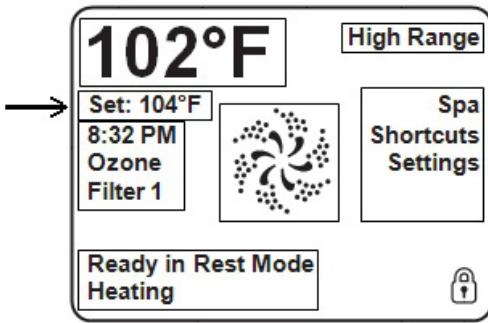 102°F
High Range
Set: 104°F
8:32 PM
Ozone
Filter 1
Spa
Shortcuts
Settings
Ready in Rest Mode
Heating